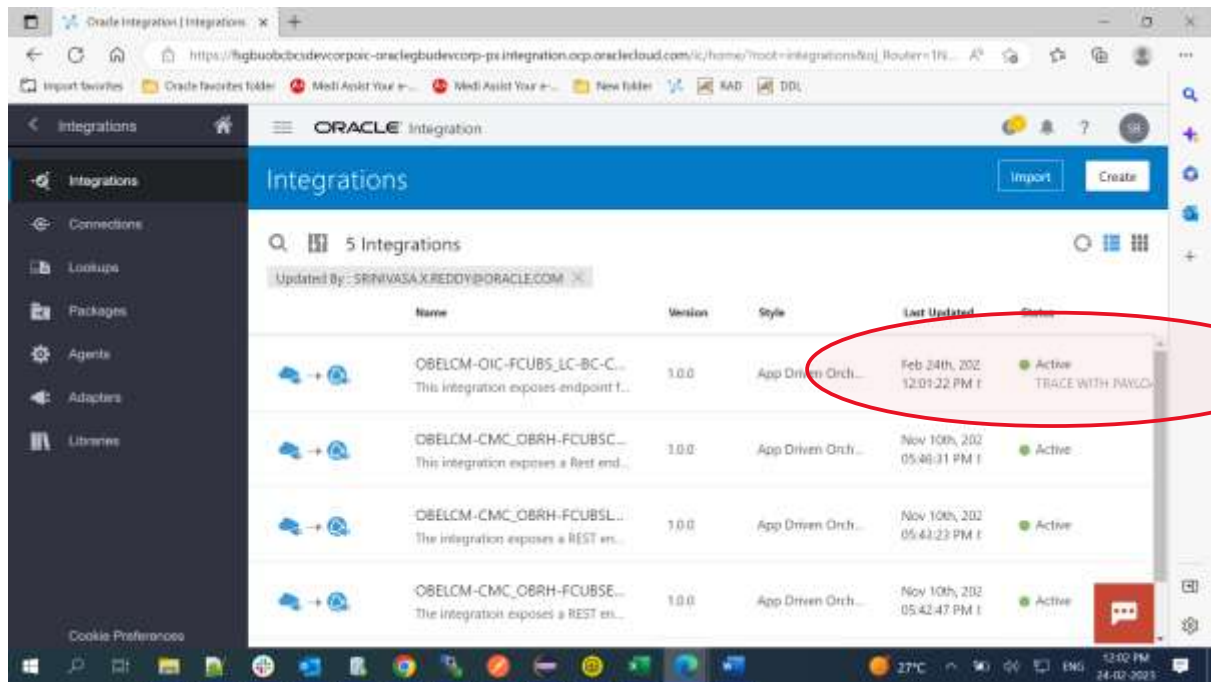 Oracle Integration | Integrations
https://fsgbuobcbcsdevcorpoic-oraclegbudevcorp-px.integration.ocp.oraclecloud.com/ic/home/?root=integrations&oj_Router=
Import favorites Oracle favorites folder Medi Assist Your e-... Medi Assist Your e-... New folder RAD DDL
Integrations
ORACLE Integration
SR
Integrations
Connections
Lookups
Packages
Agents
Adapters
Libraries
Cookie Preferences
Integrations
Import Create
5 Integrations
Updated By : SRINIVASA.X.REDDY@ORACLE.COM
Name Version Style Last Updated Status
OBELCM-OIC-FCUBS_LC-BC-C... 1.0.0 App Driven Orch... Feb 24th, 202 Active
This integration exposes endpoint f... 12:01:22 PM TRACE WITH PAYLO
OBELCM-CMC_OBRH-FCUBSC... 1.0.0 App Driven Orch... Nov 10th, 202 Active
This integration exposes a Rest end... 05:46:31 PM
OBELCM-CMC_OBRH-FCUBSL... 1.0.0 App Driven Orch... Nov 10th, 202 Active
The integration exposes a REST en... 05:43:23 PM
OBELCM-CMC_OBRH-FCUBSE... 1.0.0 App Driven Orch... Nov 10th, 202 Active
The integration exposes a REST en... 05:42:47 PM
27°C ENG 12:02 PM
24-02-2023